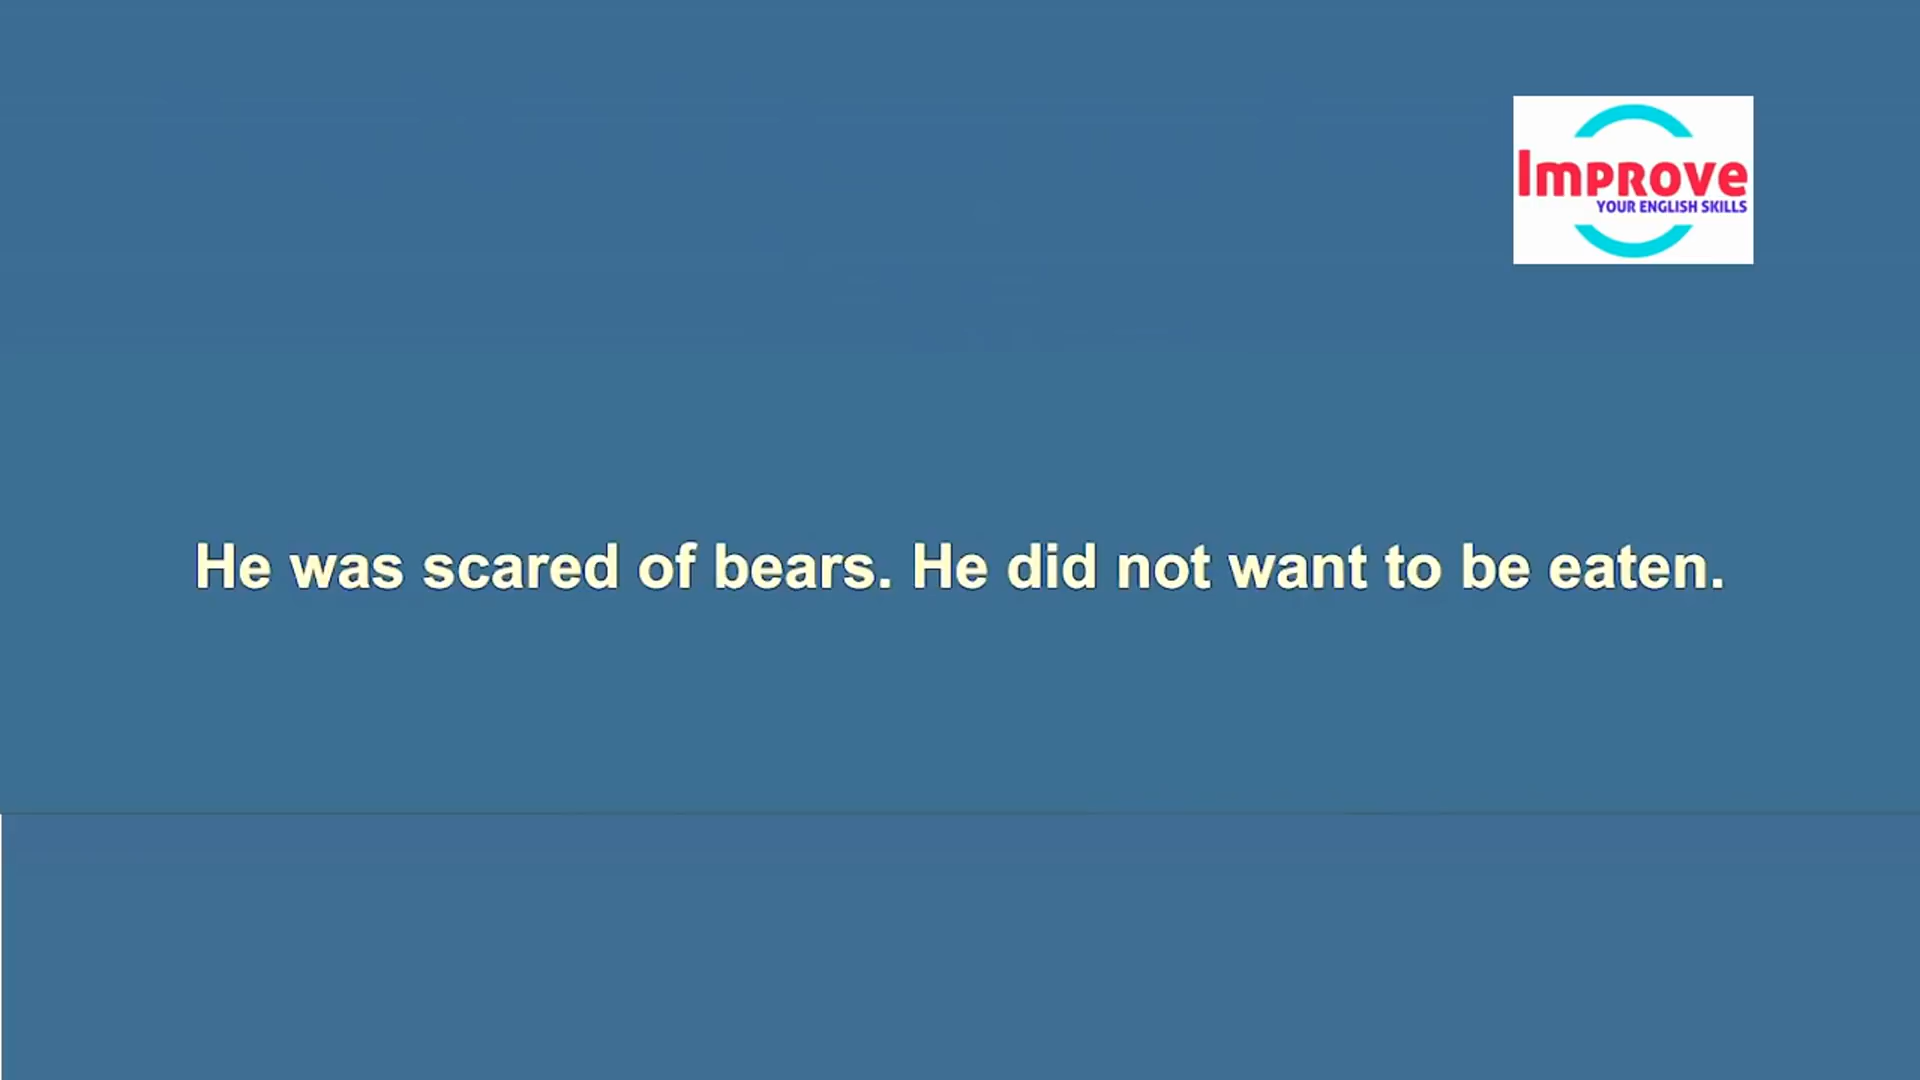 Improve
YOUR ENGLISH SKILLS
He was scared of bears. He did not want to be eaten.